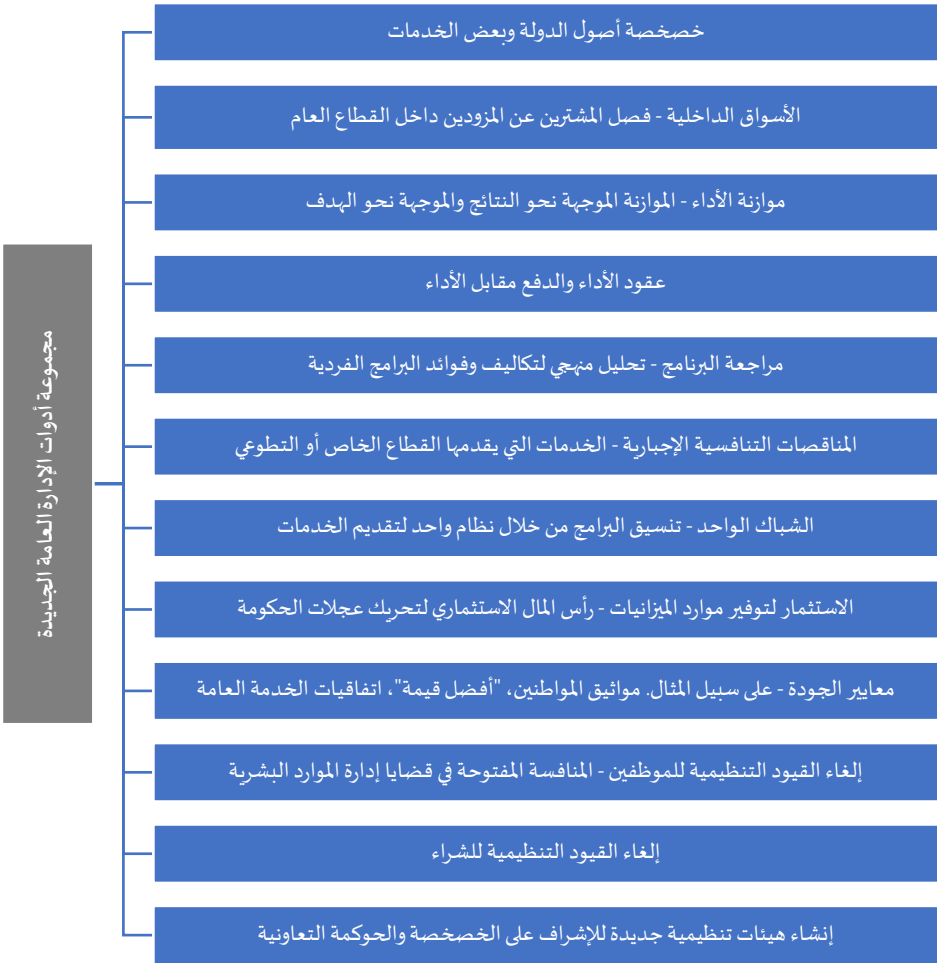 مجموعة أدوات الإدارة العامة الجديدة
خصخصة أصول الدولة وبعض الخدمات
الأسواق الداخلية - فصل المشترين عن المزودين داخل القطاع العام
موازنة الأداء - الموازنة الموجهة نحو النتائج والموجهة نحو الهدف
عقود الأداء والدفع مقابل الأداء
مراجعة البرنامج - تحليل منهجي لتكاليف وفوائد البرامج الفردية
المناقصات التنافسية الإجبارية - الخدمات التي يقدمها القطاع الخاص أو التطوعي
الشباك الواحد - تنسيق البرامج من خلال نظام واحد لتقديم الخدمات
الاستثمار لتوفير موارد الميزانيات - رأس المال الاستثماري لتحريك عجلات الحكومة
معايير الجودة - على سبيل المثال. مواثيق المواطنين، "أفضل قيمة"، اتفاقيات الخدمة العامة
إلغاء القيود التنظيمية للموظفين - المنافسة المفتوحة في قضايا إدارة الموارد البشرية
إلغاء القيود التنظيمية للشراء
إنشاء هيئات تنظيمية جديدة للإشراف على الخصخصة والحوكمة التعاونية